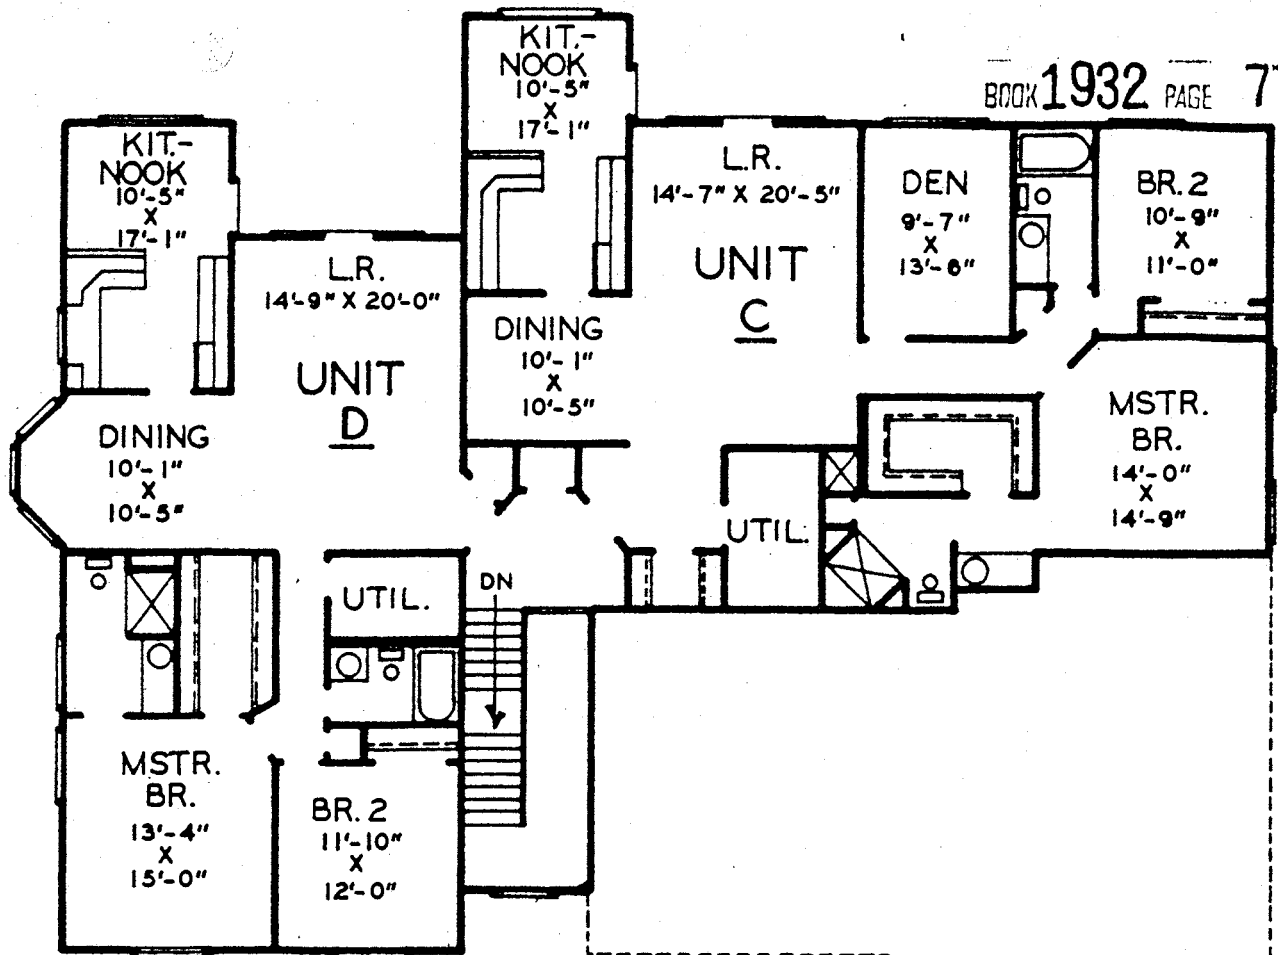 BOOK 1932 PAGE 7
KIT.-
NOOK
10'-5"
X
17'-1"
L.R.
14'-7" X 20'-5"
UNIT
C
DEN
9'-7"
X
13'-8"
BR. 2
10'-9"
X
11'-0"
DINING
10'-1"
X
10'-5"
MSTR.
BR.
14'-0"
X
14'-9"
UTIL.
KIT.-
NOOK
10'-5"
X
17'-1"
L.R.
14'-9" X 20'-0"
UNIT
D
DINING
10'-1"
X
10'-5"
UTIL.
DN
MSTR.
BR.
13'-4"
X
15'-0"
BR. 2
11'-10"
X
12'-0"